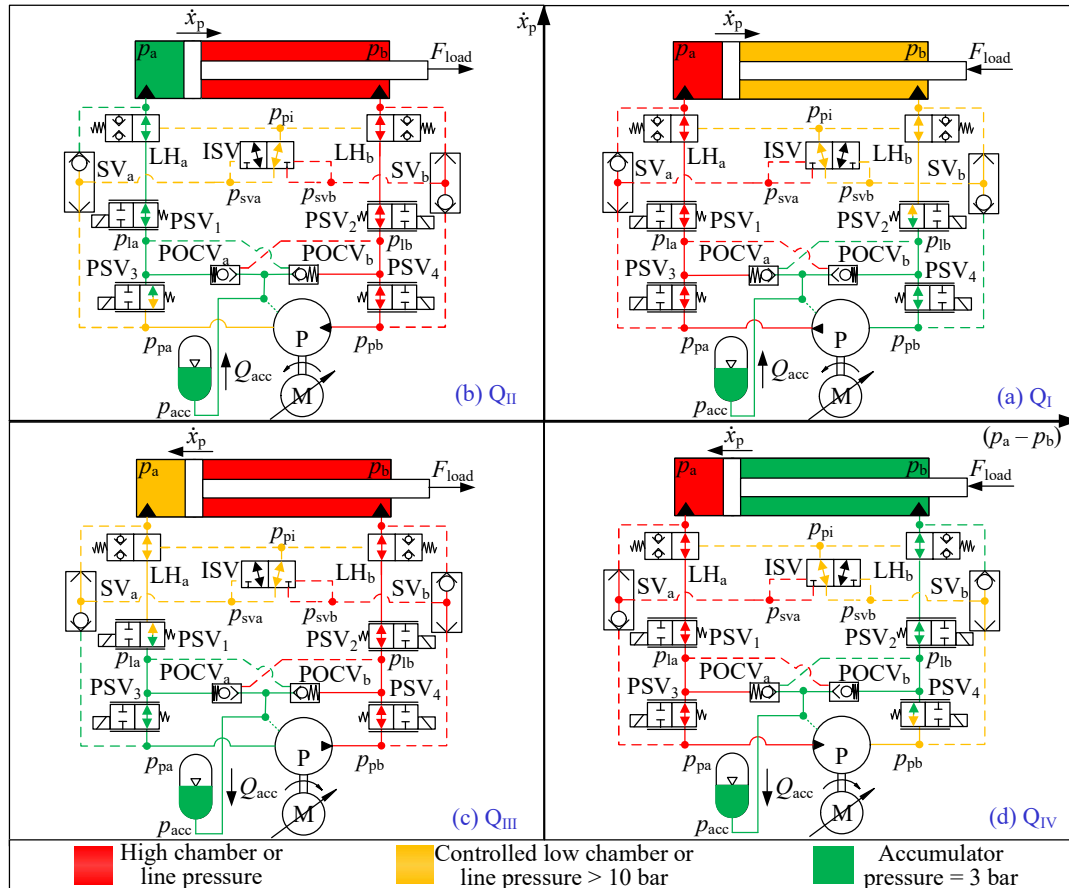 ẋp
pa
pb
Fload
ppi
ISV
LHa
LHb
SVa
SVb
psva
psvb
PSV1
PSV2
pla
plb
POCVa
POCVb
PSV3
PSV4
P
ppa
ppb
Qacc
M
pacc
(b) QII
ẋp
ẋp
pa
pb
Fload
ppi
ISV
LHa
LHb
SVa
SVb
psva
psvb
PSV1
PSV2
pla
plb
POCVa
POCVb
PSV3
PSV4
P
ppa
ppb
Qacc
M
pacc
(a) QI
(pa − pb)
ẋp
pa
pb
Fload
ppi
ISV
LHa
LHb
SVa
SVb
psva
psvb
PSV1
PSV2
pla
plb
POCVa
POCVb
PSV3
PSV4
P
ppa
ppb
Qacc
M
pacc
(c) QIII
ẋp
pa
pb
Fload
ppi
ISV
LHa
LHb
SVa
SVb
psva
psvb
PSV1
PSV2
pla
plb
POCVa
POCVb
PSV3
PSV4
P
ppa
ppb
Qacc
M
pacc
(d) QIV
High chamber or
line pressure
Controlled low chamber or
line pressure > 10 bar
Accumulator
pressure = 3 bar